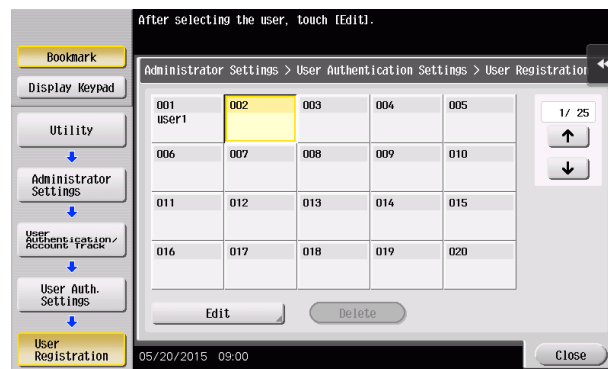 After selecting the user, touch [Edit].
Bookmark
Display Keypad
Utility
Administrator
Settings
User
Authentication/
Account Track
User Auth.
Settings
User
Registration
Administrator Settings > User Authentication Settings > User Registration
001 002 003 004 005
user1
1/ 25
006 007 008 009 010
011 012 013 014 015
016 017 018 019 020
Edit Delete
05/20/2015 09:00
Close